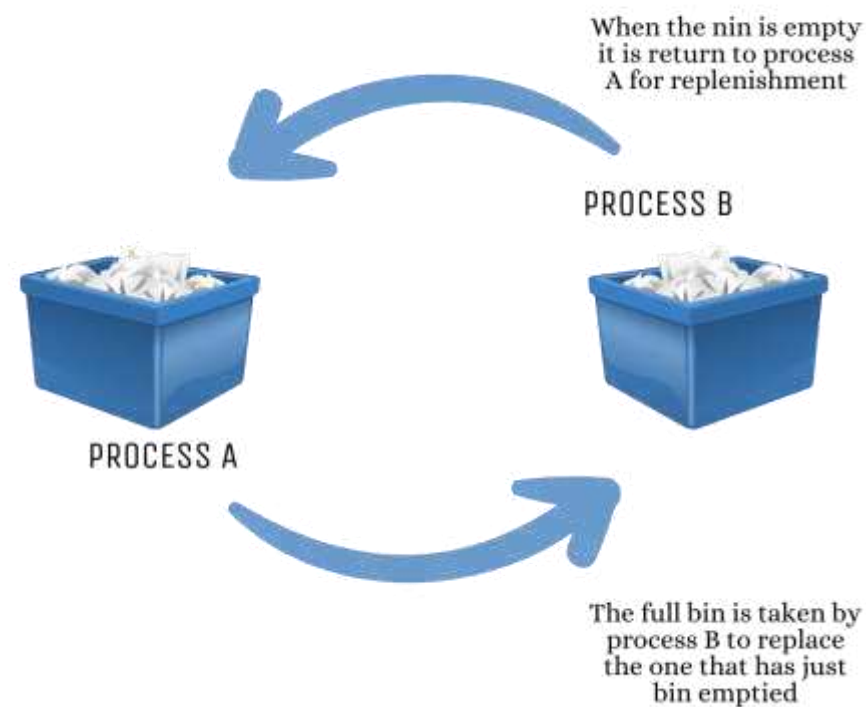 When the nin is empty
it is return to process
A for replenishment
PROCESS B
PROCESS A
The full bin is taken by
process B to replace
the one that has just
bin emptied